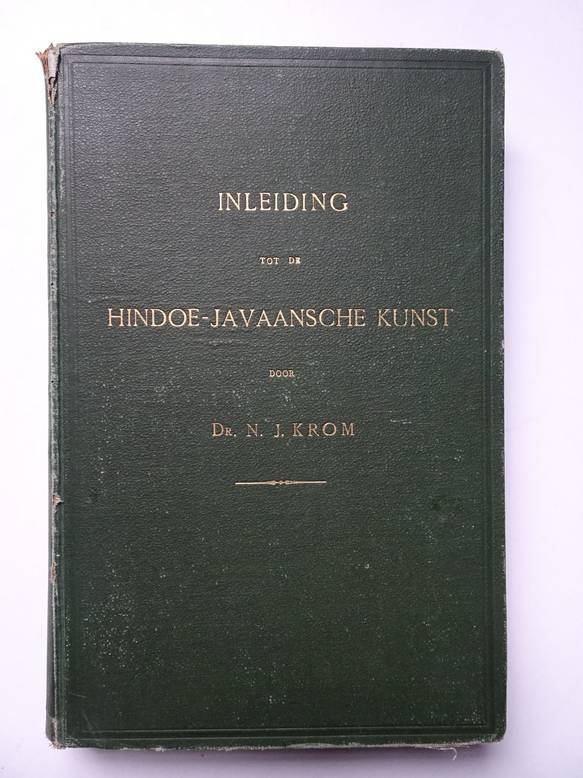 INLEIDING
TOT DE
HINDOE-JAVAANSCHE KUNST
DOOR
DR. N. J. KROM